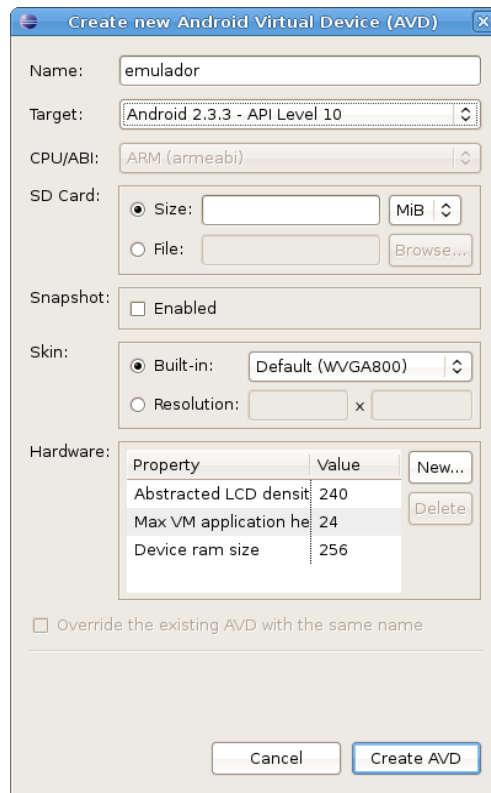 Create new Android Virtual Device (AVD)
Name: emulador
Target: Android 2.3.3 - API Level 10
CPU/ABI: ARM (armeabi)
SD Card:
Size: MiB
File: Browse...
Snapshot:
Enabled
Skin:
Built-in: Default (WVGA800)
Resolution: x
Hardware:
Property Value New...
Abstracted LCD densit 240 Delete
Max VM application he 24
Device ram size 256
Override the existing AVD with the same name
Cancel Create AVD